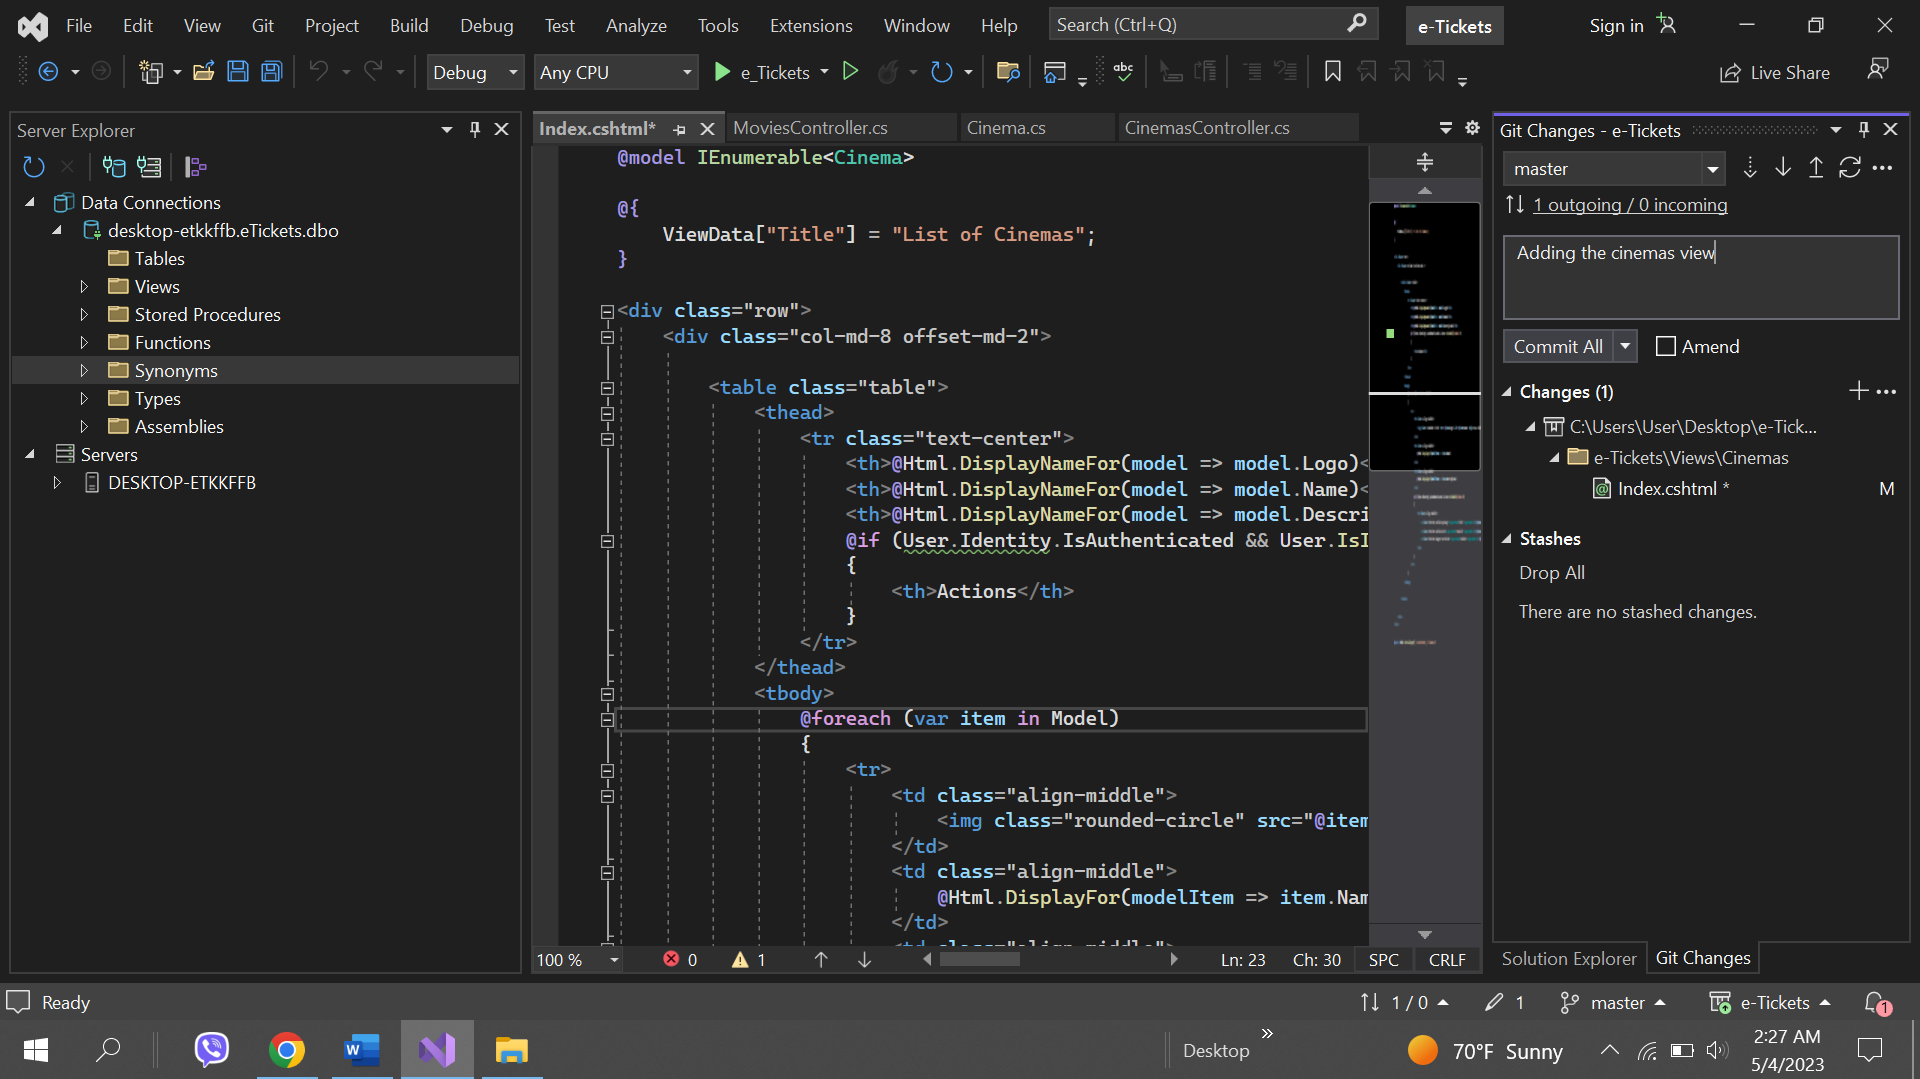 File Edit View Git Project Build Debug Test Analyze Tools Extensions Window Help Search (Ctrl+Q) e-Tickets Sign in
Debug Any CPU e_Tickets abc Live Share
Server Explorer
Data Connections
desktop-etkkffb.eTickets.dbo
Tables
Views
Stored Procedures
Functions
Synonyms
Types
Assemblies
Servers
DESKTOP-ETKKFFB
Index.cshtml* MoviesController.cs Cinema.cs CinemasController.cs
@model IEnumerable<Cinema>
@{
ViewData["Title"] = "List of Cinemas";
}
<div class="row">
<div class="col-md-8 offset-md-2">
<table class="table">
<thead>
<tr class="text-center">
<th>@Html.DisplayNameFor(model => model.Logo)<
<th>@Html.DisplayNameFor(model => model.Name)<
<th>@Html.DisplayNameFor(model => model.Descri
@if (User.Identity.IsAuthenticated && User.IsI
{
<th>Actions</th>
}
</tr>
</thead>
<tbody>
@foreach (var item in Model)
{
<tr>
<td class="align-middle">
<img class="rounded-circle" src="@item
</td>
<td class="align-middle">
@Html.DisplayFor(modelItem => item.Nam
</td>
<td class="align-middle">
100 % 0 1 Ln: 23 Ch: 30 SPC CRLF
Git Changes - e-Tickets
master
1 outgoing / 0 incoming
Adding the cinemas view
Commit All Amend
Changes (1)
C:\Users\User\Desktop\e-Tick...
e-Tickets\Views\Cinemas
Index.cshtml * M
Stashes
Drop All
There are no stashed changes.
Solution Explorer Git Changes
Ready 1 / 0 1 master e-Tickets 1
W Desktop 70°F Sunny 2:27 AM
5/4/2023